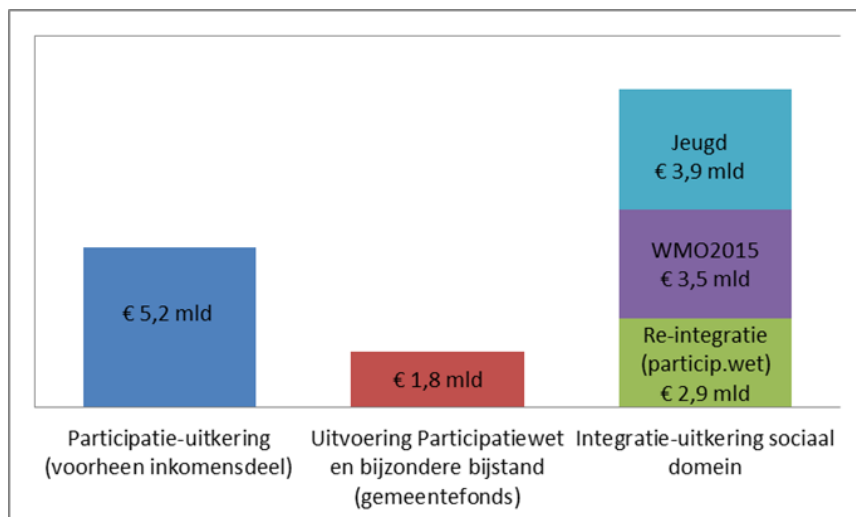 Jeugd
€ 3,9 mld
WMO2015
€ 3,5 mld
€ 5,2 mld
Re-integratie
(particip.wet)
€ 2,9 mld
€ 1,8 mld
Participatie-uitkering
(voorheen inkomensdeel)
Uitvoering Participatiewet
en bijzondere bijstand
(gemeentefonds)
Integratie-uitkering sociaal
domein